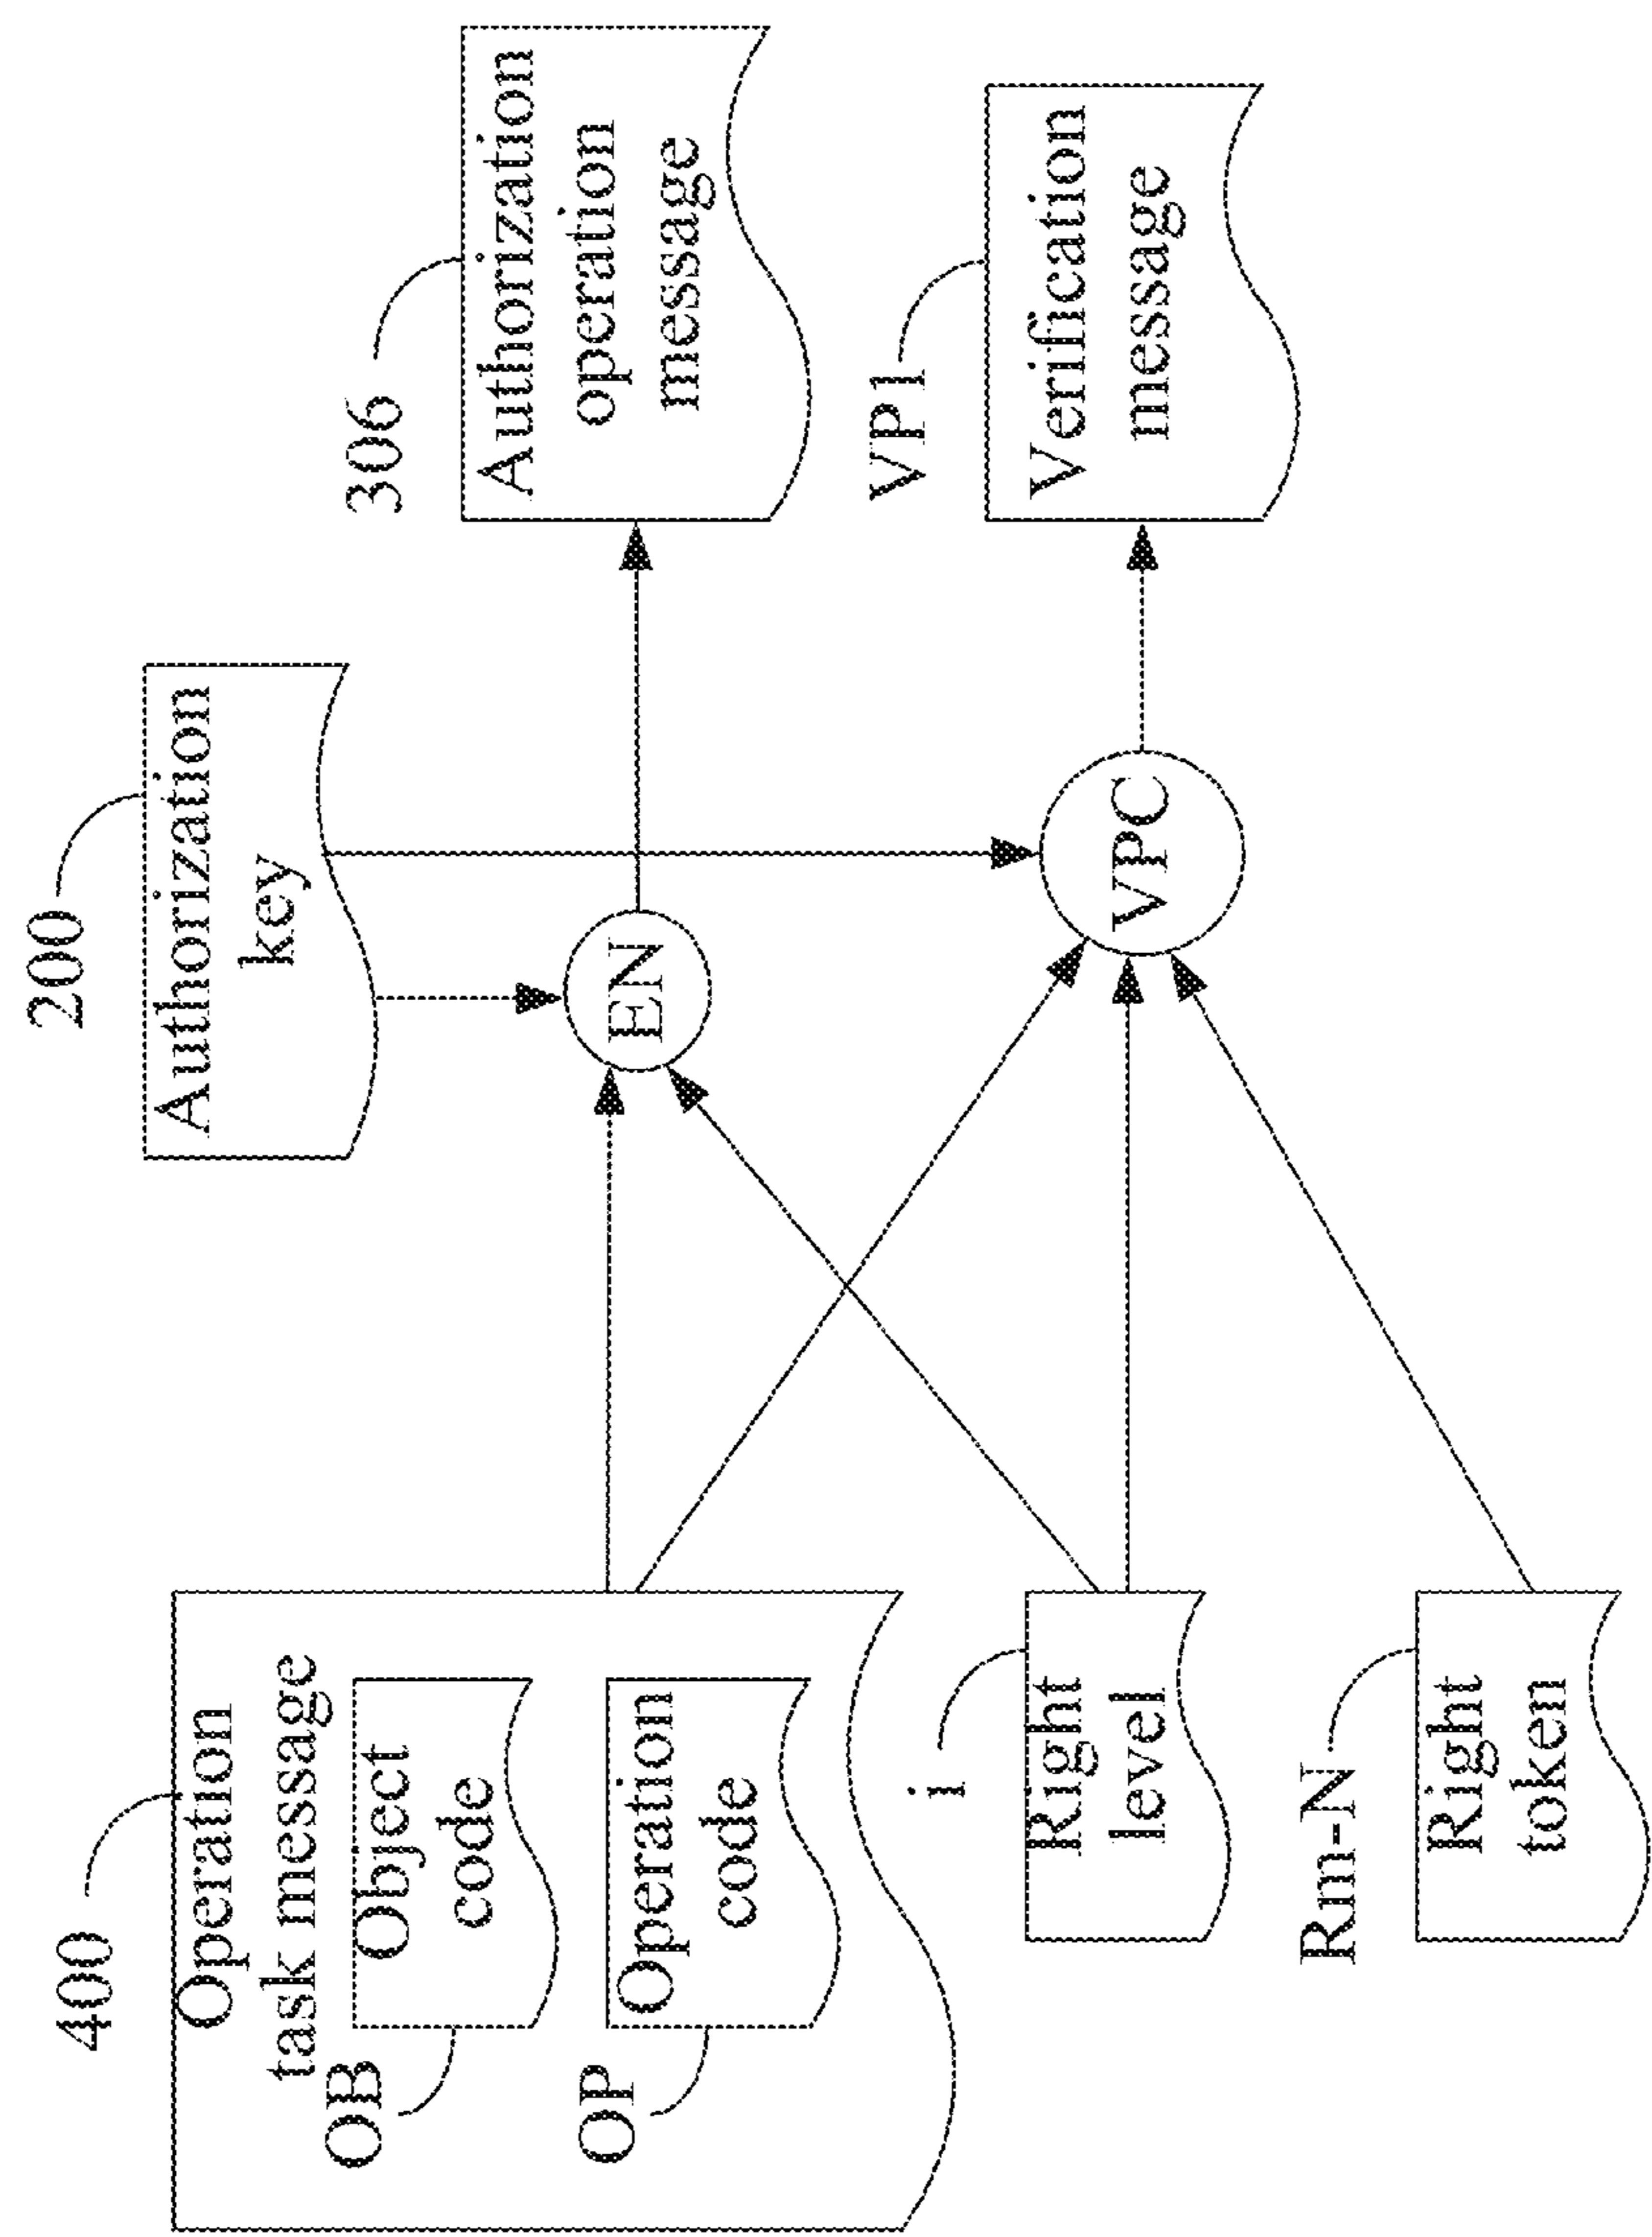 400
Operation
task message
OB
Object
code
OP
Operation
code
i
Right
level
Rm-N
Right
token
200
Authorization
key
EN
VPC
306
Authorization
operation
message
VP1
Verification
message